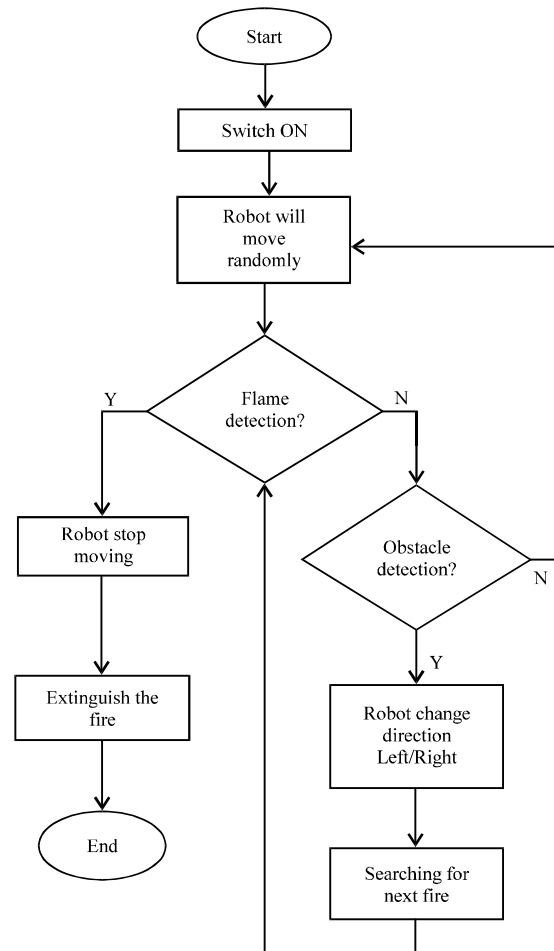 Start
Switch ON
Robot will
move
randomly
Flame
detection?
Y
N
Robot stop
moving
Obstacle
detection?
N
Y
Extinguish the
fire
Robot change
direction
Left/Right
End
Searching for
next fire